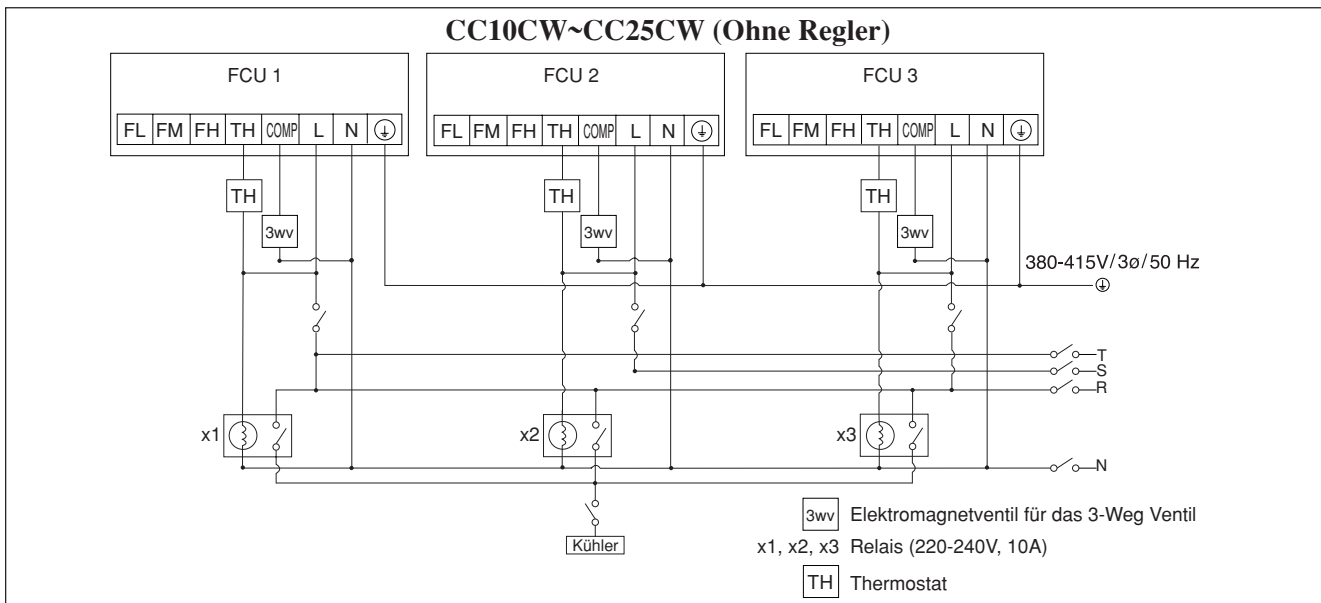 CC10CW~CC25CW (Ohne Regler)
FCU 1
FCU 2
FCU 3
FL FM FH TH COMP L N
FL FM FH TH COMP L N
FL FM FH TH COMP L N
TH
TH
TH
3wv
3wv
3wv
380-415V/3ø/50 Hz
T
S
R
x1
x2
x3
N
Kühler
3wv Elektromagnetventil für das 3-Weg Ventil
x1, x2, x3 Relais (220-240V, 10A)
TH Thermostat